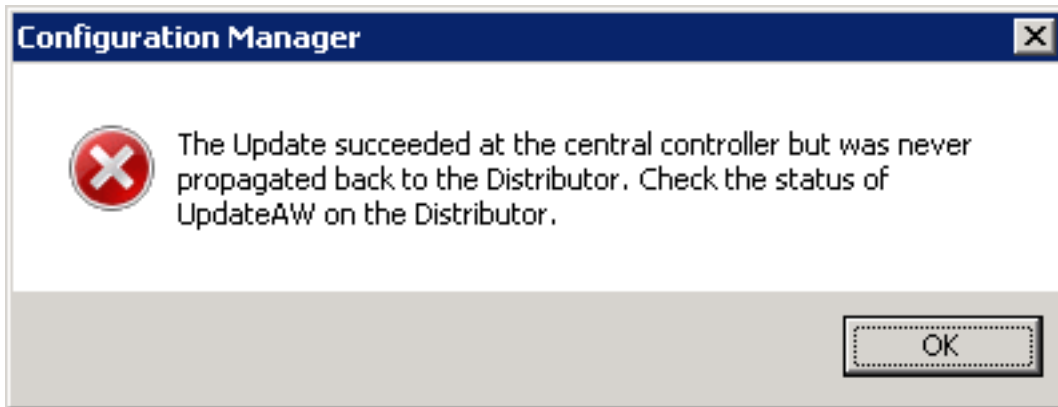 Configuration Manager
The Update succeeded at the central controller but was never
propagated back to the Distributor. Check the status of
UpdateAW on the Distributor.
OK